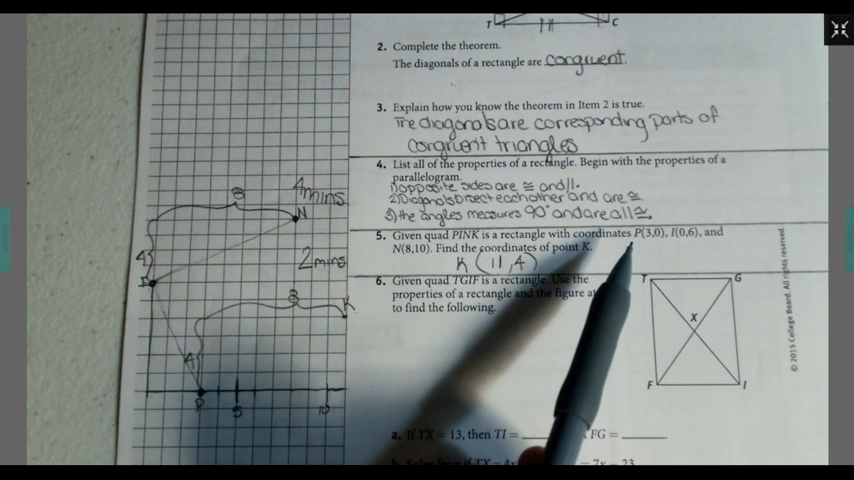 T C
2. Complete the theorem.
The diagonals of a rectangle are congruent.
3. Explain how you know the theorem in Item 2 is true.
The diagonals are corresponding parts of
congruent triangles
4. List all of the properties of a rectangle. Begin with the properties of a
parallelogram.
1) opposite sides are ≅ and //.
2) Diagonals bisect each other and are ≅
3) the angles measures 90° and are all ≅.
5. Given quad PINK is a rectangle with coordinates P(3,0), I(0,6), and
N(8,10). Find the coordinates of point K.
K (11,4)
6. Given quad TGIF is a rectangle. Use the
properties of a rectangle and the figure at
to find the following.
T G
X
F I
a. If TX = 13, then TI = ____ FG = ____
© 2015 College Board. All rights reserved.
8
4mins
N
4
2mins
8
K
4
P
5
10